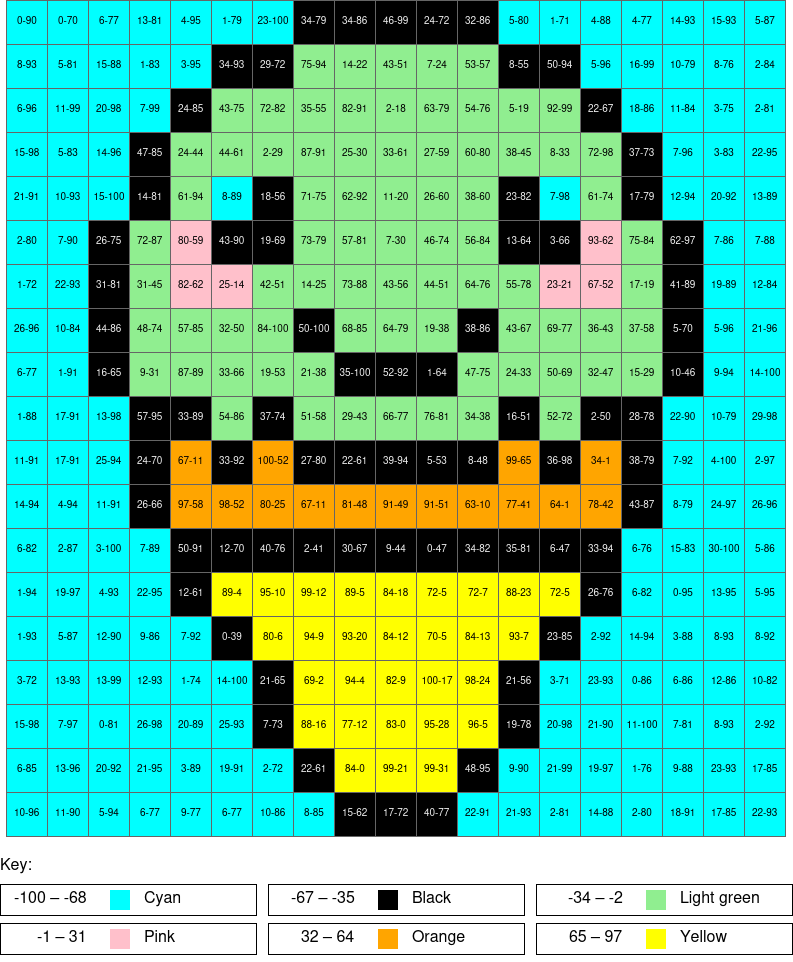 0-90 0-70 6-77 13-81 4-95 1-79 23-100 34-79 34-86 46-99 24-72 32-86 5-80 1-71 4-88 4-77 14-93 15-93 5-87
8-93 5-81 15-88 1-83 3-95 34-93 29-72 75-94 14-22 43-51 7-24 53-57 8-55 50-94 5-96 16-99 10-79 8-76 2-84
6-96 11-99 20-98 7-99 24-85 43-75 72-82 35-55 82-91 2-18 63-79 54-76 5-19 92-99 22-67 18-86 11-84 3-75 2-81
15-98 5-83 14-96 47-85 24-44 44-61 2-29 87-91 25-30 33-61 27-59 60-80 38-45 8-33 72-98 37-73 7-96 3-83 22-95
21-91 10-93 15-100 14-81 61-94 8-89 18-56 71-75 62-92 11-20 26-60 38-60 23-82 7-98 61-74 17-79 12-94 20-92 13-89
2-80 7-90 26-75 72-87 80-59 43-90 19-69 73-79 57-81 7-30 46-74 56-84 13-64 3-66 93-62 75-84 62-97 7-86 7-88
1-72 22-93 31-81 31-45 82-62 25-14 42-51 14-25 73-88 43-56 44-51 64-76 55-78 23-21 67-52 17-19 41-89 19-89 12-84
26-96 10-84 44-86 48-74 57-85 32-50 84-100 50-100 68-85 64-79 19-38 38-86 43-67 69-77 36-43 37-58 5-70 5-96 21-96
6-77 1-91 16-65 9-31 87-89 33-66 19-53 21-38 35-100 52-92 1-64 47-75 24-33 50-69 32-47 15-29 10-46 9-94 14-100
1-88 17-91 13-98 57-95 33-89 54-86 37-74 51-58 29-43 66-77 76-81 34-38 16-51 52-72 2-50 28-78 22-90 10-79 29-98
11-91 17-91 25-94 24-70 67-11 33-92 100-52 27-80 22-61 39-94 5-53 8-48 99-65 36-98 34-1 38-79 7-92 4-100 2-97
14-94 4-94 11-91 26-66 97-58 98-52 80-25 67-11 81-48 91-49 91-51 63-10 77-41 64-1 78-42 43-87 8-79 24-97 26-96
6-82 2-87 3-100 7-89 50-91 12-70 40-76 2-41 30-67 9-44 0-47 34-82 35-81 6-47 33-94 6-76 15-83 30-100 5-86
1-94 19-97 4-93 22-95 12-61 89-4 95-10 99-12 89-5 84-18 72-5 72-7 88-23 72-5 26-76 6-82 0-95 13-95 5-95
1-93 5-87 12-90 9-86 7-92 0-39 80-6 94-9 93-20 84-12 70-5 84-13 93-7 23-85 2-92 14-94 3-88 8-93 8-92
3-72 13-93 13-99 12-93 1-74 14-100 21-65 69-2 94-4 82-9 100-17 98-24 21-56 3-71 23-93 0-86 6-86 12-86 10-82
15-98 7-97 0-81 26-98 20-89 25-93 7-73 88-16 77-12 83-0 95-28 96-5 19-78 20-98 21-90 11-100 7-81 8-93 2-92
6-85 13-96 20-92 21-95 3-89 19-91 2-72 22-61 84-0 99-21 99-31 48-95 9-90 21-99 19-97 1-76 9-88 23-93 17-85
10-96 11-90 5-94 6-77 9-77 6-77 10-86 8-85 15-62 17-72 40-77 22-91 21-93 2-81 14-88 2-80 18-91 17-85 22-93
Key:
-100 – -68 Cyan -67 – -35 Black -34 – -2 Light green
-1 – 31 Pink 32 – 64 Orange 65 – 97 Yellow